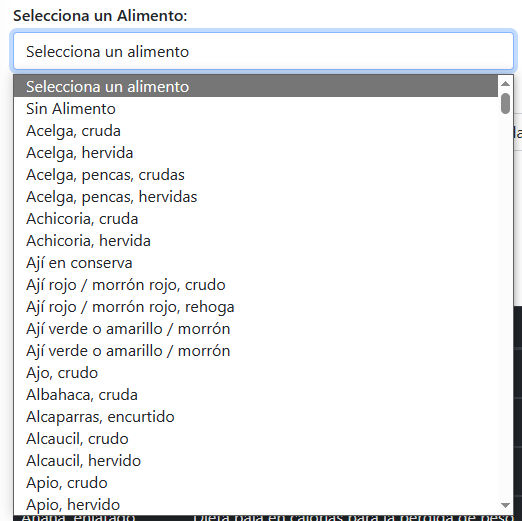 Selecciona un Alimento:
Selecciona un alimento
Selecciona un alimento
Sin Alimento
Acelga, cruda
Acelga, hervida
Acelga, pencas, crudas
Acelga, pencas, hervidas
Achicoria, cruda
Achicoria, hervida
Ají en conserva
Ají rojo / morrón rojo, crudo
Ají rojo / morrón rojo, rehoga
Ají verde o amarillo / morrón
Ají verde o amarillo / morrón
Ajo, crudo
Albahaca, cruda
Alcaparras, encurtido
Alcaucil, crudo
Alcaucil, hervido
Apio, crudo
Apio, hervido